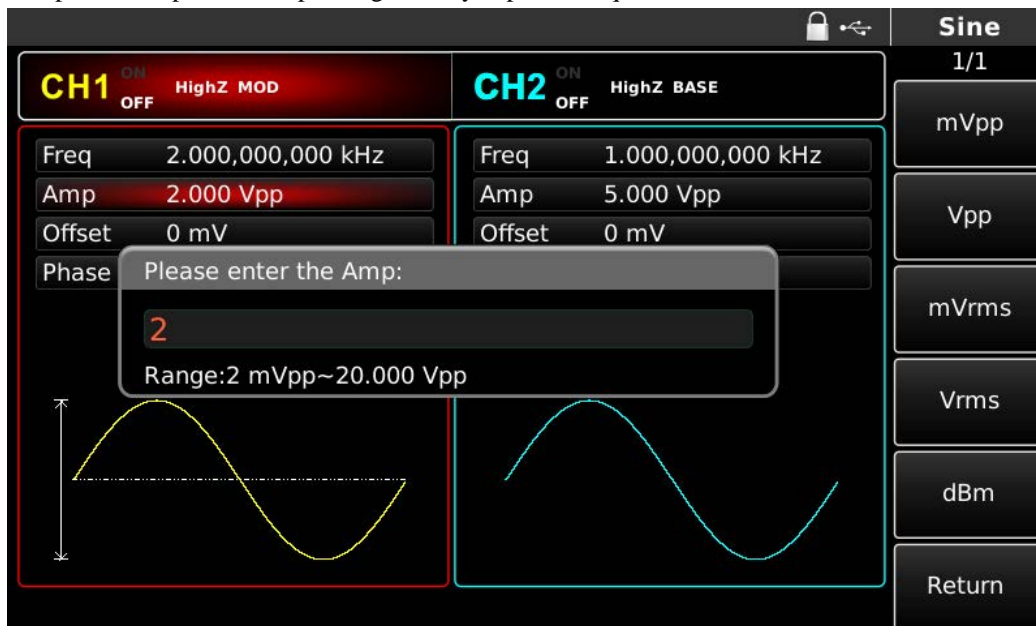 Sine
1/1
CH1 ON OFF HighZ MOD
CH2 ON OFF HighZ BASE
Freq 2.000,000,000 kHz
Amp 2.000 Vpp
Offset 0 mV
Phase
Freq 1.000,000,000 kHz
Amp 5.000 Vpp
Offset 0 mV
Please enter the Amp:
2
Range:2 mVpp~20.000 Vpp
mVpp
Vpp
mVrms
Vrms
dBm
Return